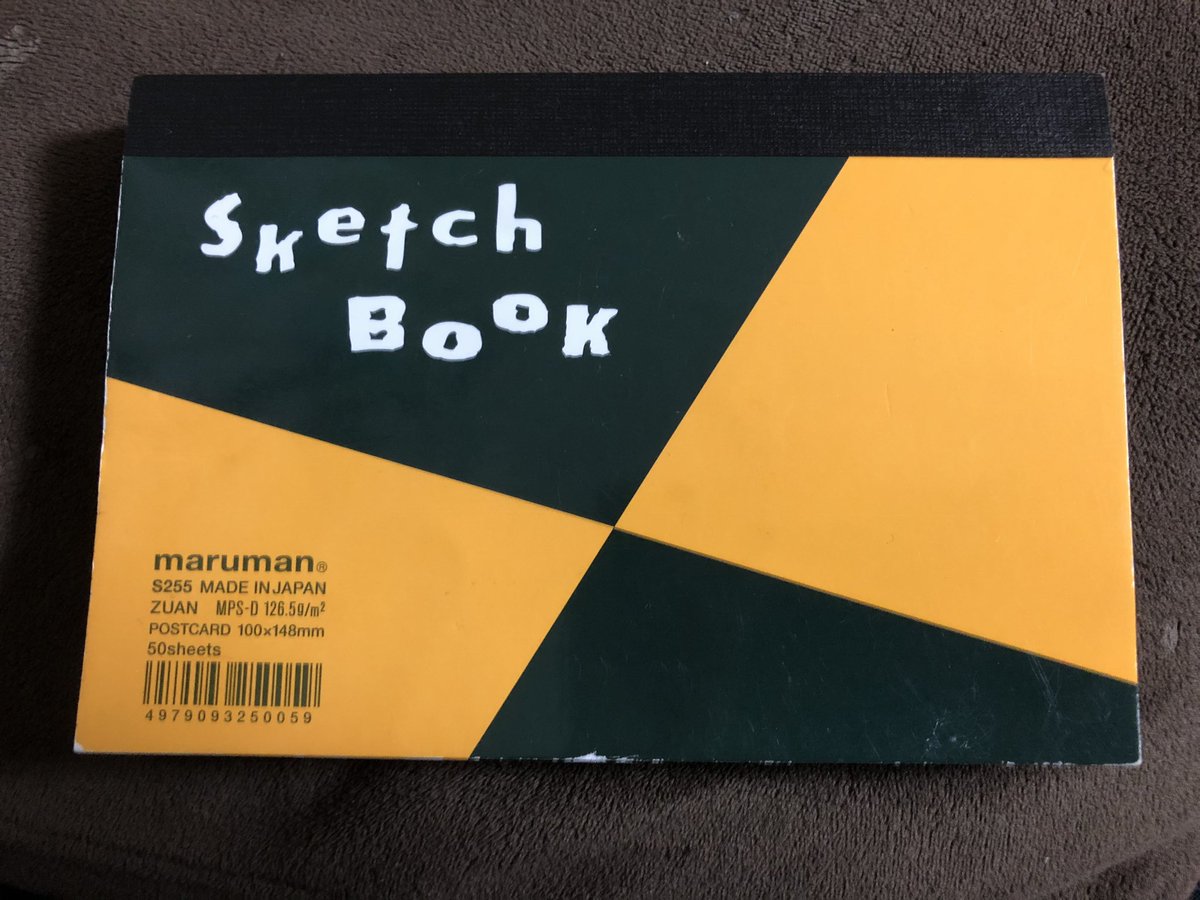 Sketch
Book
maruman®
S255 MADE IN JAPAN
ZUAN MPS-D 126.5g/m²
POSTCARD 100×148mm
50sheets
4979093250059